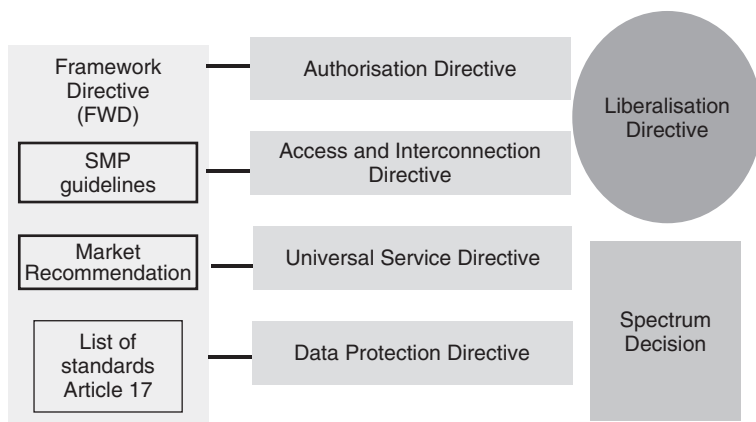 Framework
Directive
(FWD)
SMP
guidelines
Market
Recommendation
List of
standards
Article 17
Authorisation Directive
Access and Interconnection
Directive
Universal Service Directive
Data Protection Directive
Liberalisation
Directive
Spectrum
Decision